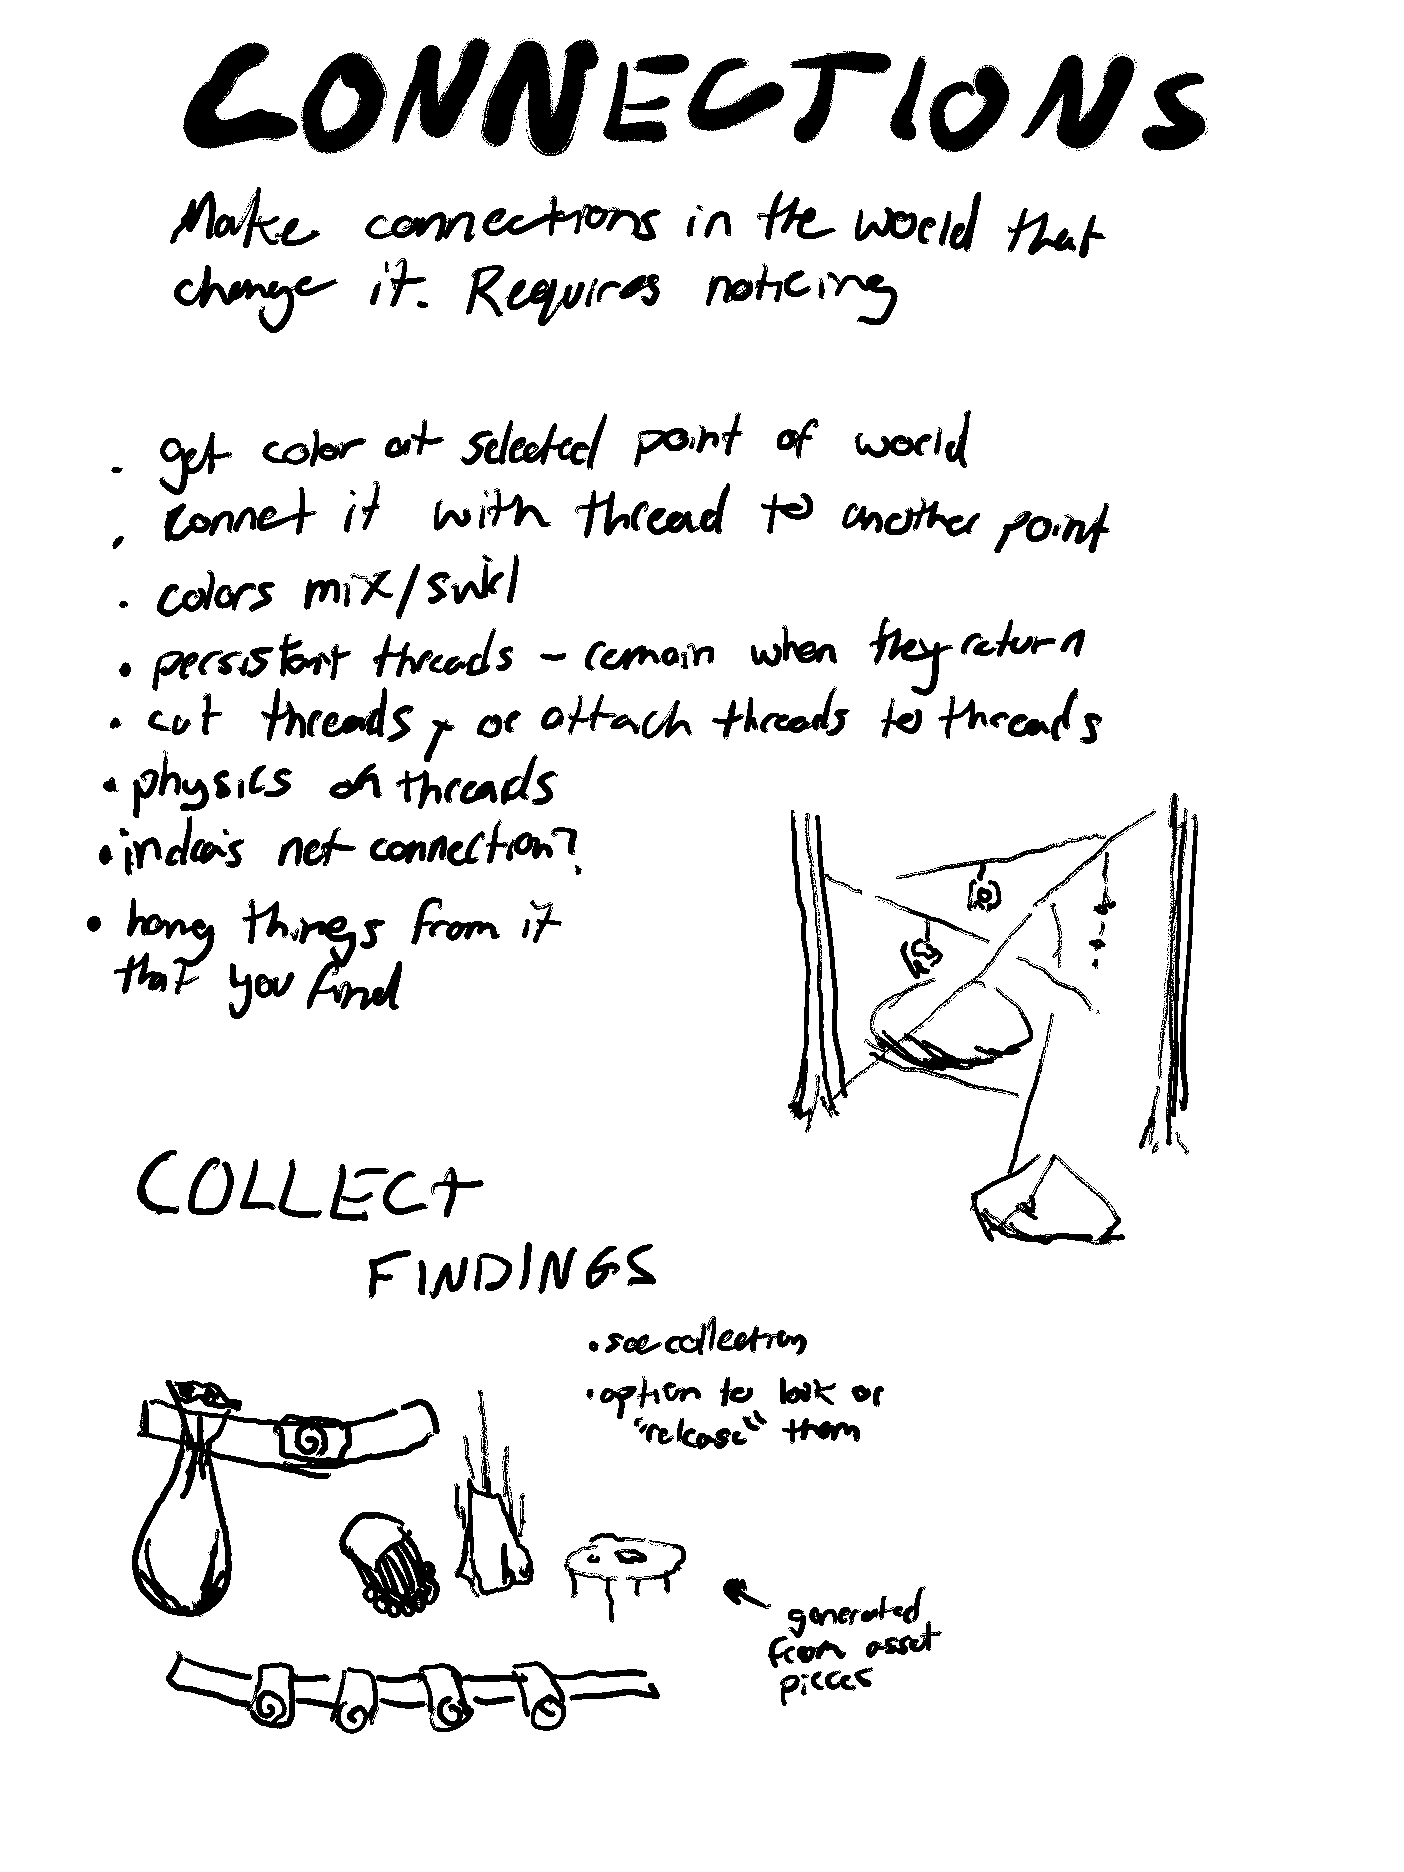 CONNECTIONS
Make connections in the world that
change it. Requires noticing
• get color at selected point of world
• connet it with thread to another point
• colors mix/swirl
• persistant threads - remain when they return
• cut threads, or attach threads to threads
• physics on threads
• indra's net connection?
• hang things from it
that you find
COLLECT
FINDINGS
• see collection
• option to look or
"release" them
generated
from asset
pieces